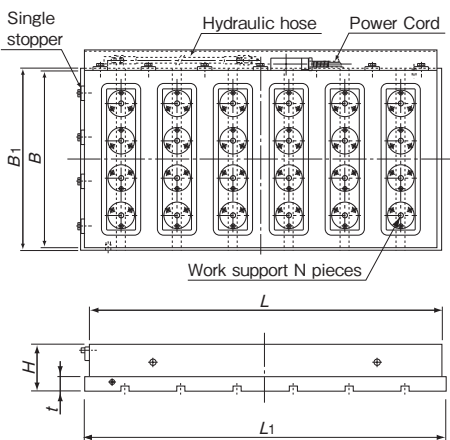 Single
stopper
Hydraulic hose
Power Cord
B1
B
Work support N pieces
L
H
t
L1